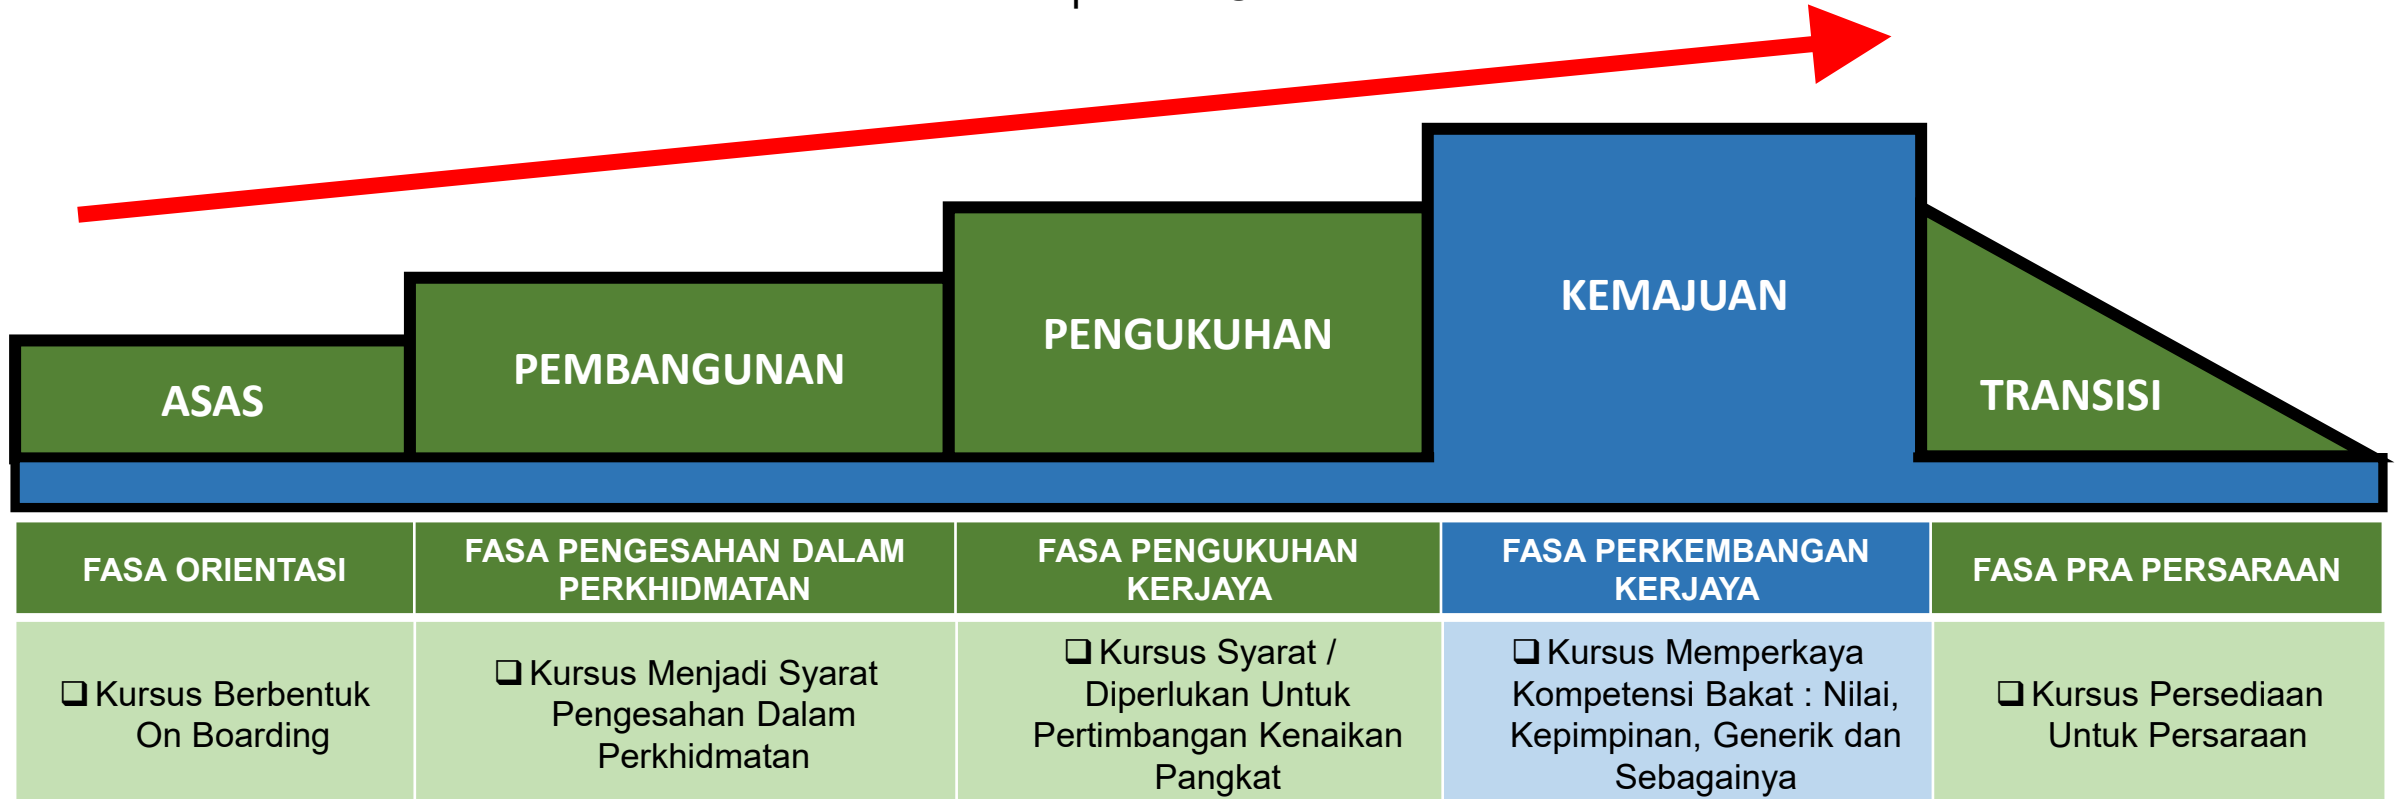 ASAS
PEMBANGUNAN
PENGUKUHAN
KEMAJUAN
TRANSISI
FASA ORIENTASI
FASA PENGESAHAN DALAM
PERKHIDMATAN
FASA PENGUKUHAN
KERJAYA
FASA PERKEMBANGAN
KERJAYA
FASA PRA PERSARAAN
❑ Kursus Berbentuk
On Boarding
❑ Kursus Menjadi Syarat
Pengesahan Dalam
Perkhidmatan
❑ Kursus Syarat /
Diperlukan Untuk
Pertimbangan Kenaikan
Pangkat
❑ Kursus Memperkaya
Kompetensi Bakat : Nilai,
Kepimpinan, Generik dan
Sebagainya
❑ Kursus Persediaan
Untuk Persaraan